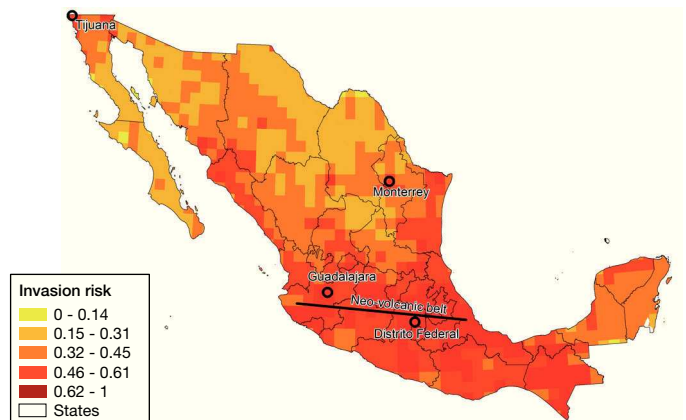 Tijuana
Monterrey
Guadalajara
Neo-volcanic belt
Distrito Federal
Invasion risk
0 - 0.14
0.15 - 0.31
0.32 - 0.45
0.46 - 0.61
0.62 - 1
States